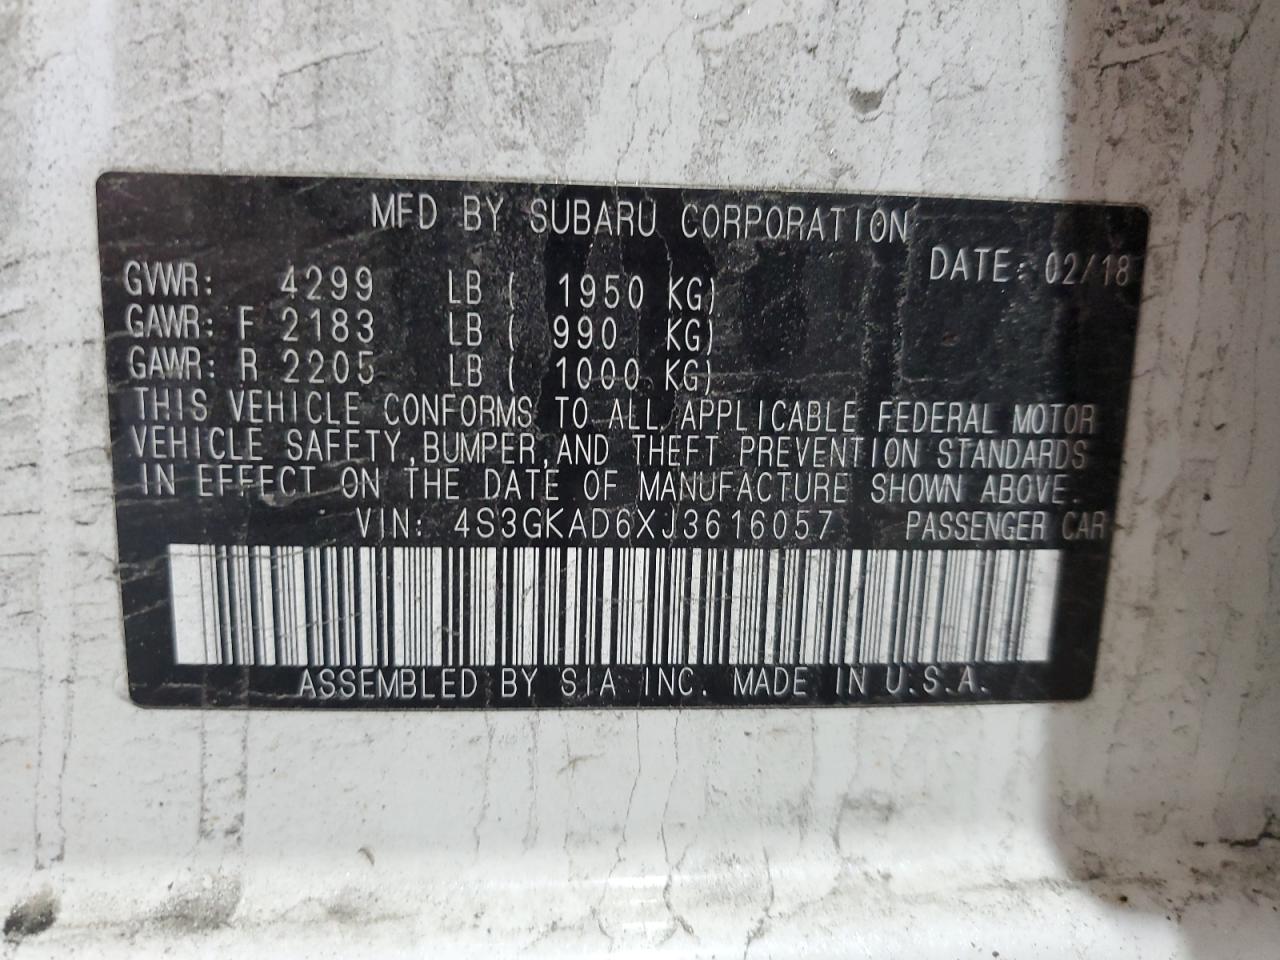 MFD BY SUBARU CORPORATION
DATE: 02/18
GVWR: 4299 LB ( 1950 KG)
GAWR: F 2183 LB ( 990 KG)
GAWR: R 2205 LB ( 1000 KG)
THIS VEHICLE CONFORMS TO ALL APPLICABLE FEDERAL MOTOR
VEHICLE SAFETY, BUMPER, AND THEFT PREVENTION STANDARDS
IN EFFECT ON THE DATE OF MANUFACTURE SHOWN ABOVE.
VIN: 4S3GKAD6XJ3616057 PASSENGER CAR
ASSEMBLED BY SIA INC. MADE IN U.S.A.